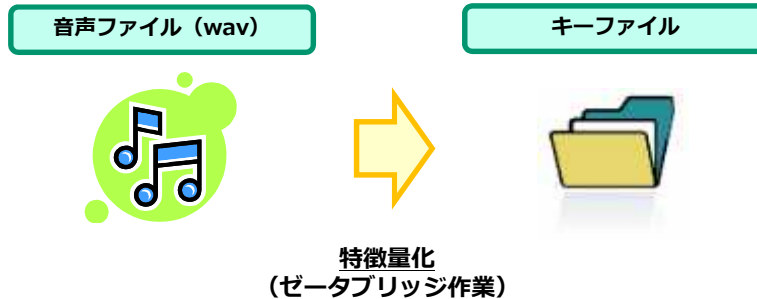 音声ファイル（wav）
キーファイル
特徴量化
（ゼータブリッジ作業）